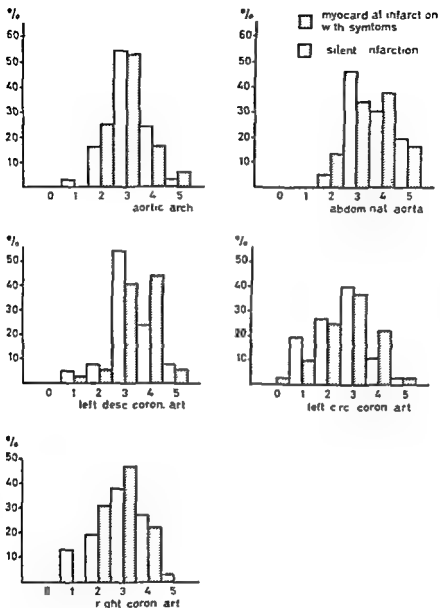 myocard al infarct on
w th symtoms
silent nfarction
%
60
50
40
30
20
10
0 1 2 3 4 5
aortic arch
%
60
50
40
30
20
10
0 1 2 3 4 5
abdom nat aorta
%
50
40
30
20
10
0 1 2 3 4 5
left desc coron. art
%
50
40
30
20
10
0 1 2 3 4 5
left c rc coron art
%
50
40
30
20
10
1 2 3 4 5
r ght coron art